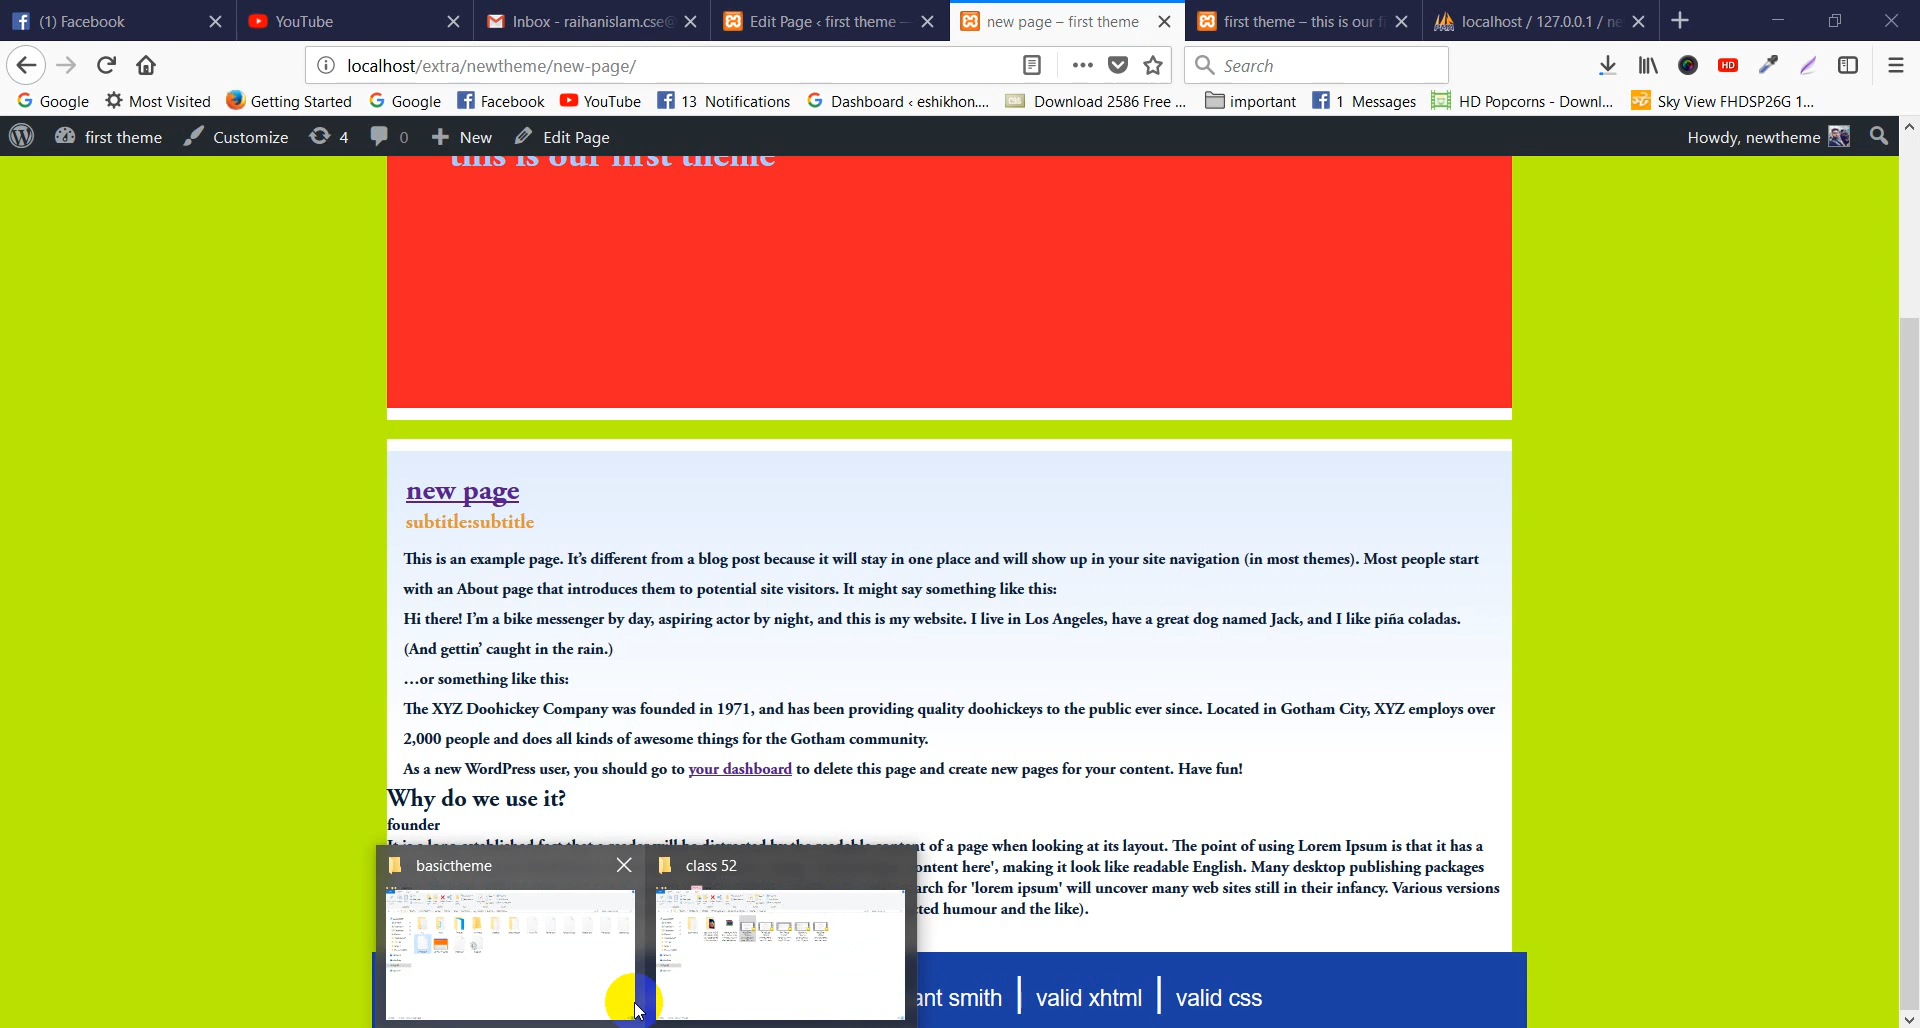 (1) Facebook
YouTube
Inbox - raihanislam.cse@
Edit Page ‹ first theme —
new page – first theme
first theme – this is our f
localhost / 127.0.0.1 / ne
localhost/extra/newtheme/new-page/
Search
HD
Google
Most Visited
Getting Started
Google
Facebook
YouTube
13 Notifications
Dashboard ‹ eshikhon....
Download 2586 Free ...
important
1 Messages
HD Popcorns - Downl...
Sky View FHDSP26G 1...
first theme
Customize
4
0
New
Edit Page
Howdy, newtheme
this is our first theme
new page
subtitle:subtitle
This is an example page. It's different from a blog post because it will stay in one place and will show up in your site navigation (in most themes). Most people start
with an About page that introduces them to potential site visitors. It might say something like this:
Hi there! I'm a bike messenger by day, aspiring actor by night, and this is my website. I live in Los Angeles, have a great dog named Jack, and I like piña coladas.
(And gettin' caught in the rain.)
…or something like this:
The XYZ Doohickey Company was founded in 1971, and has been providing quality doohickeys to the public ever since. Located in Gotham City, XYZ employs over
2,000 people and does all kinds of awesome things for the Gotham community.
As a new WordPress user, you should go to your dashboard to delete this page and create new pages for your content. Have fun!
Why do we use it?
founder
of a page when looking at its layout. The point of using Lorem Ipsum is that it has a
ontent here', making it look like readable English. Many desktop publishing packages
arch for 'lorem ipsum' will uncover many web sites still in their infancy. Various versions
ted humour and the like).
basictheme
class 52
ant smith
valid xhtml
valid css